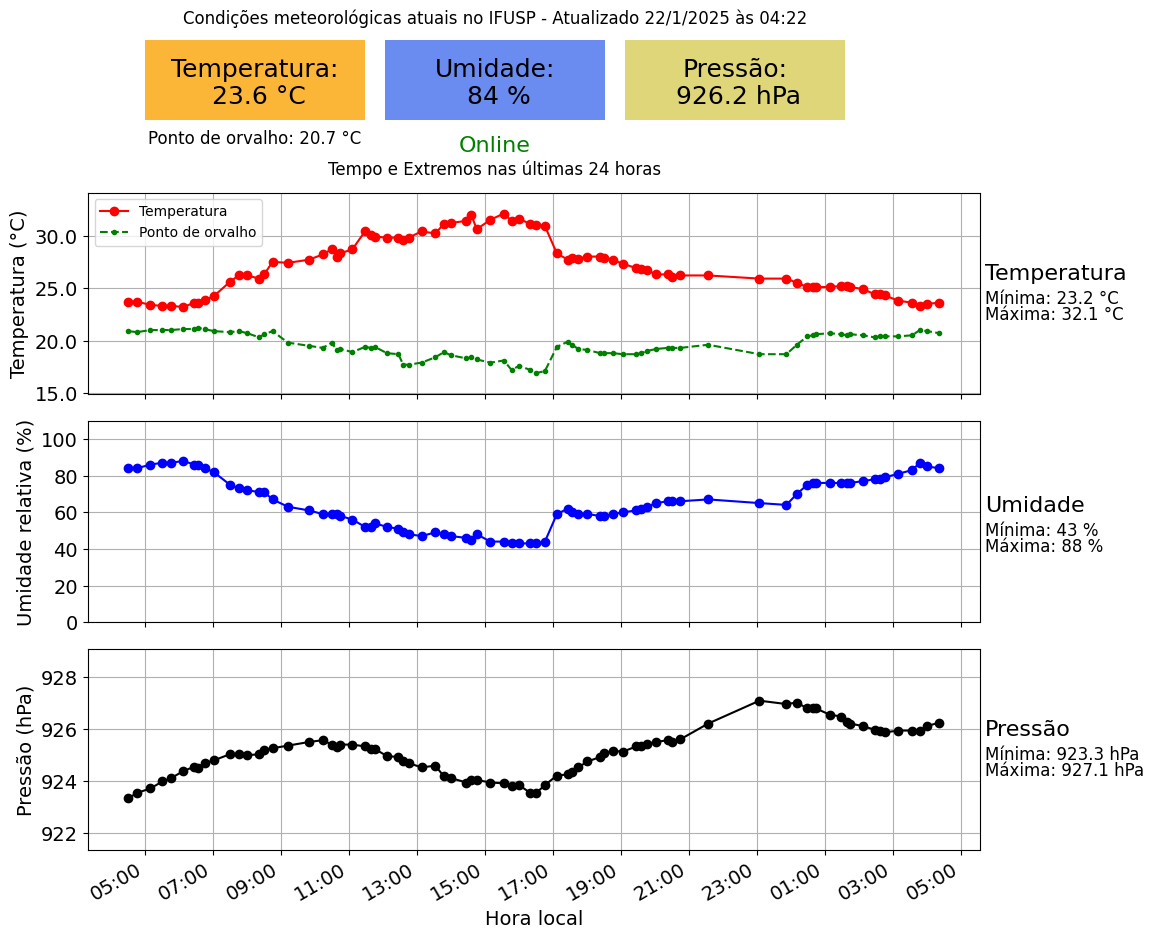 Condições meteorológicas atuais no IFUSP - Atualizado 22/1/2025 às 04:22
Temperatura:
23.6 °C
Umidade:
84 %
Pressão:
926.2 hPa
Ponto de orvalho: 20.7 °C
Online
Tempo e Extremos nas últimas 24 horas
Temperatura (°C)
30.0
25.0
20.0
15.0
Temperatura
Ponto de orvalho
Temperatura
Mínima: 23.2 °C
Máxima: 32.1 °C
Umidade relativa (%)
100
80
60
40
20
0
Umidade
Mínima: 43 %
Máxima: 88 %
Pressão (hPa)
928
926
924
922
Pressão
Mínima: 923.3 hPa
Máxima: 927.1 hPa
05:00
07:00
09:00
11:00
13:00
15:00
17:00
19:00
21:00
23:00
01:00
03:00
05:00
Hora local